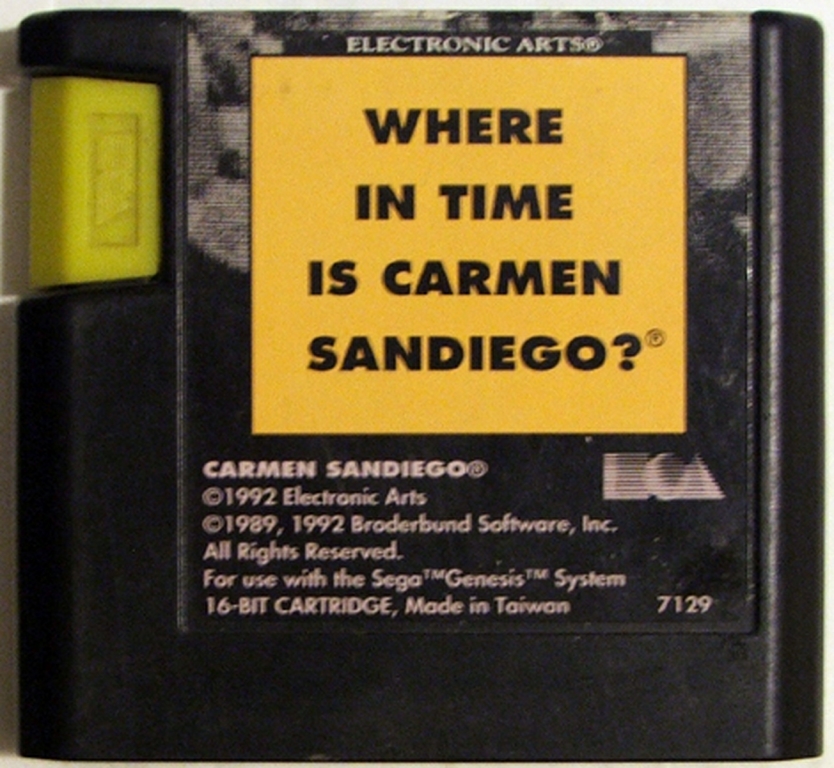 ELECTRONIC ARTS®
WHERE
IN TIME
IS CARMEN
SANDIEGO?®
CARMEN SANDIEGO®
EA
©1992 Electronic Arts
©1989, 1992 Broderbund Software, Inc.
All Rights Reserved.
For use with the Sega™Genesis™ System
16-BIT CARTRIDGE, Made in Taiwan 7129